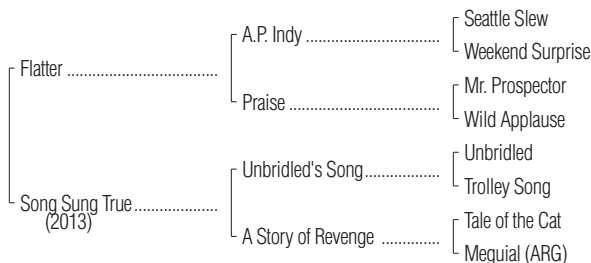 Seattle Slew
A.P. Indy ..................................
Weekend Surprise
Flatter ......................................
Mr. Prospector
Praise ......................................
Wild Applause
Unbridled
Unbridled's Song...................
Trolley Song
Song Sung True.....................
(2013)
Tale of the Cat
A Story of Revenge ..............
Mequial (ARG)